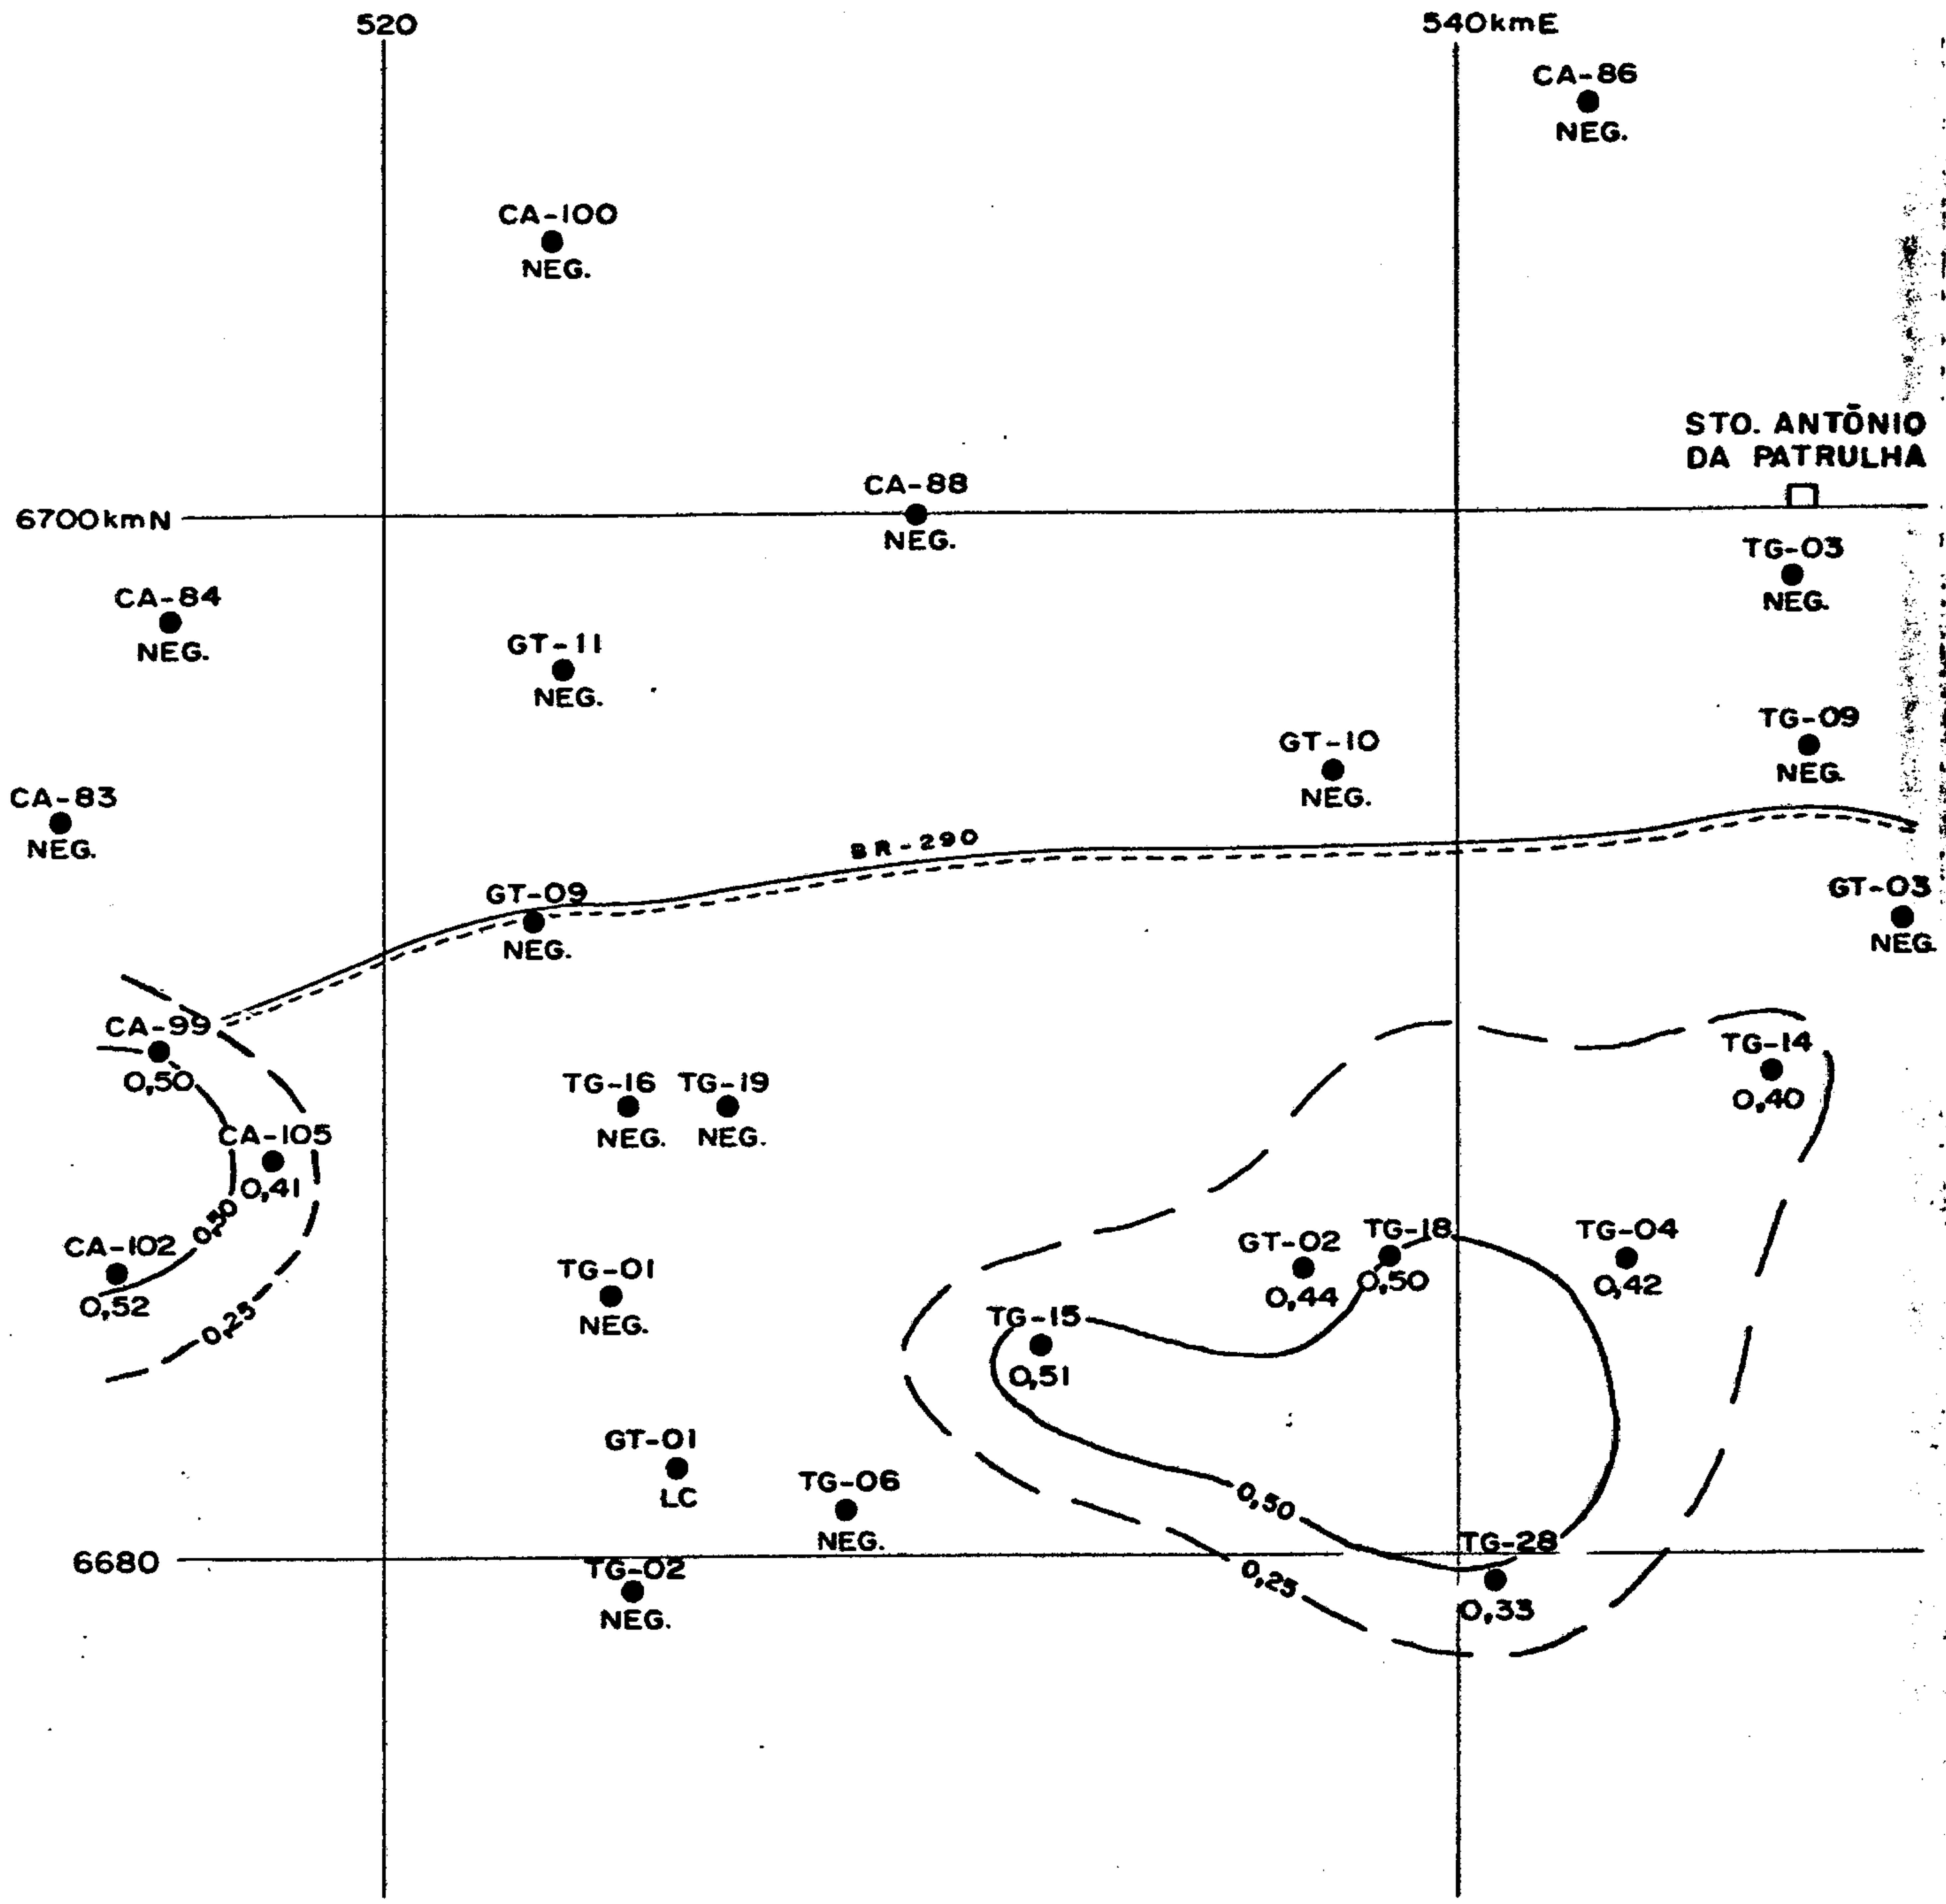 520
540kmE
CA-86
NEG.
CA-100
NEG.
STO. ANTÔNIO
DA PATRULHA
CA-88
6700kmN
NEG.
TG-03
NEG.
CA-84
NEG.
GT-11
NEG.
TG-09
NEG.
GT-10
NEG.
CA-83
NEG.
BR-290
GT-09
NEG.
GT-03
NEG.
CA-99
0,50
TG-14
0,40
TG-16
NEG.
TG-19
NEG.
CA-105
0,41
0,50
CA-102
0,52
0,25
TG-01
NEG.
GT-02
0,44
TG-18
0,50
TG-04
0,42
TG-15
0,51
GT-01
LC
TG-06
NEG.
0,50
TG-28
0,33
6680
TG-02
NEG.
0,25